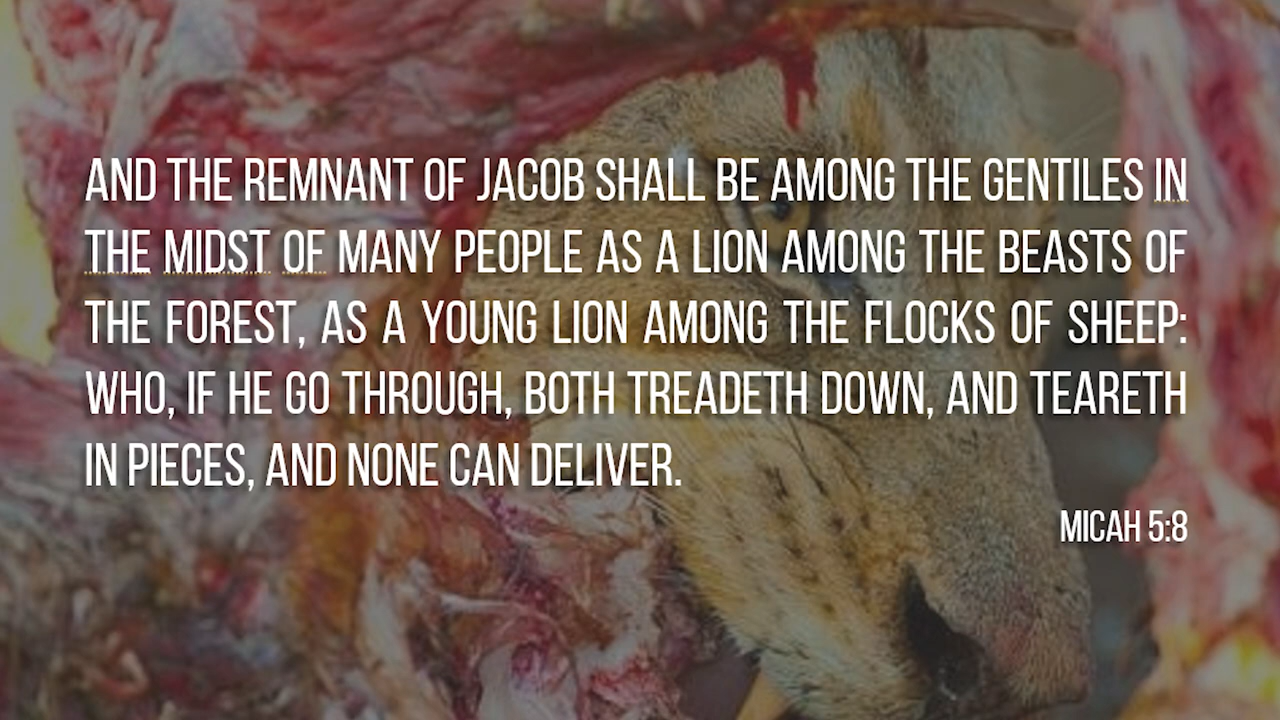 AND THE REMNANT OF JACOB SHALL BE AMONG THE GENTILES IN
THE MIDST OF MANY PEOPLE AS A LION AMONG THE BEASTS OF
THE FOREST, AS A YOUNG LION AMONG THE FLOCKS OF SHEEP:
WHO, IF HE GO THROUGH, BOTH TREADETH DOWN, AND TEARETH
IN PIECES, AND NONE CAN DELIVER.
MICAH 5:8